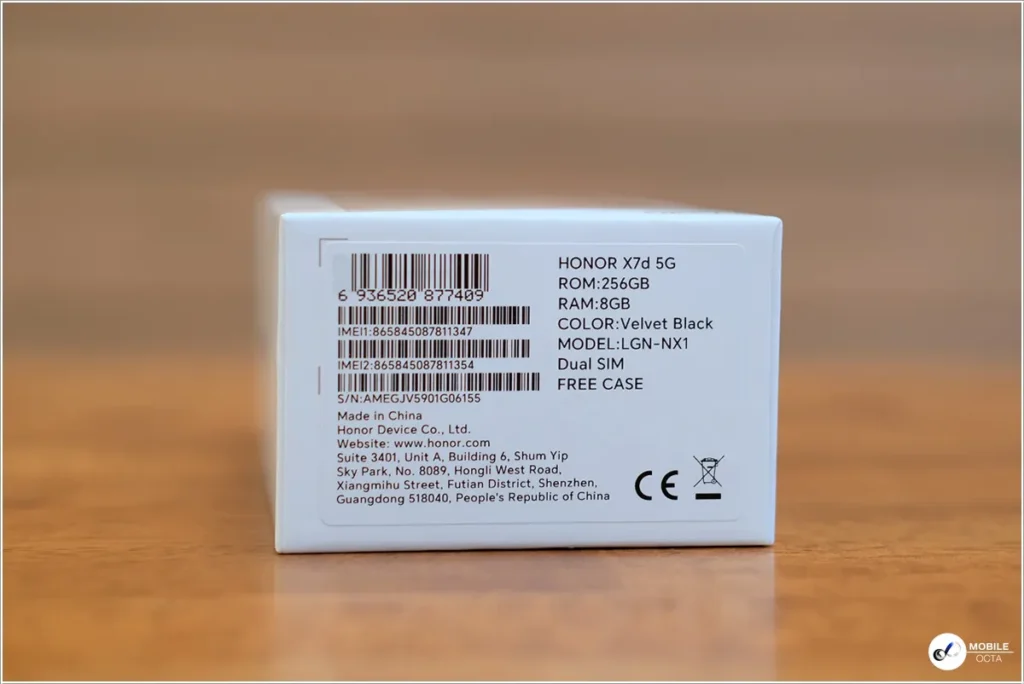 6 936520 877409
IMEI1:865845087811347
IMEI2:865845087811354
S/N:AMEGJV5901G06155
Made in China
Honor Device Co., Ltd.
Website: www.honor.com
Suite 3401, Unit A, Building 6, Shum Yip
Sky Park, No. 8089, Hongli West Road,
Xiangmihu Street, Futian District, Shenzhen,
Guangdong 518040, People's Republic of China
HONOR X7d 5G
ROM:256GB
RAM:8GB
COLOR:Velvet Black
MODEL:LGN-NX1
Dual SIM
FREE CASE
CE
MOBILE
OCTA